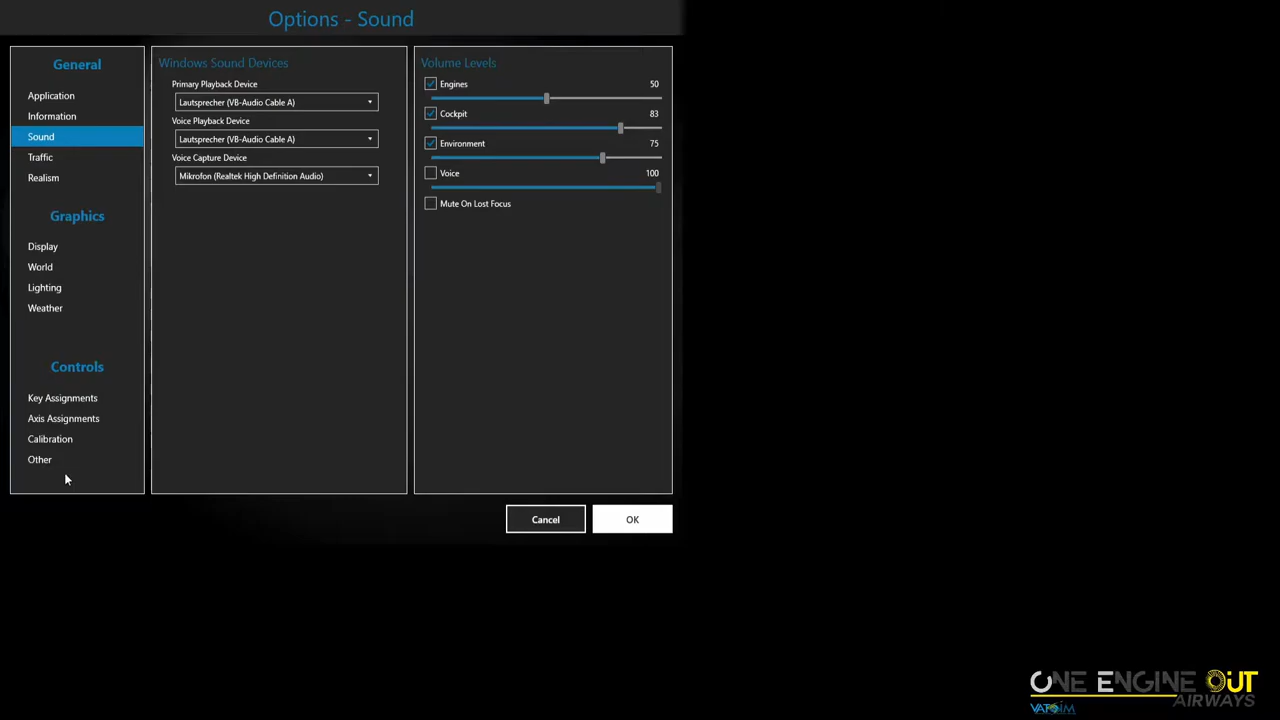 Options - Sound
General
Application
Information
Sound
Traffic
Realism
Graphics
Display
World
Lighting
Weather
Controls
Key Assignments
Axis Assignments
Calibration
Other
Windows Sound Devices
Primary Playback Device
Lautsprecher (VB-Audio Cable A)
Voice Playback Device
Lautsprecher (VB-Audio Cable A)
Voice Capture Device
Mikrofon (Realtek High Definition Audio)
Volume Levels
Engines 50
Cockpit 83
Environment 75
Voice 100
Mute On Lost Focus
Cancel OK
ONE ENGINE OUT
AIRWAYS
VATSIM